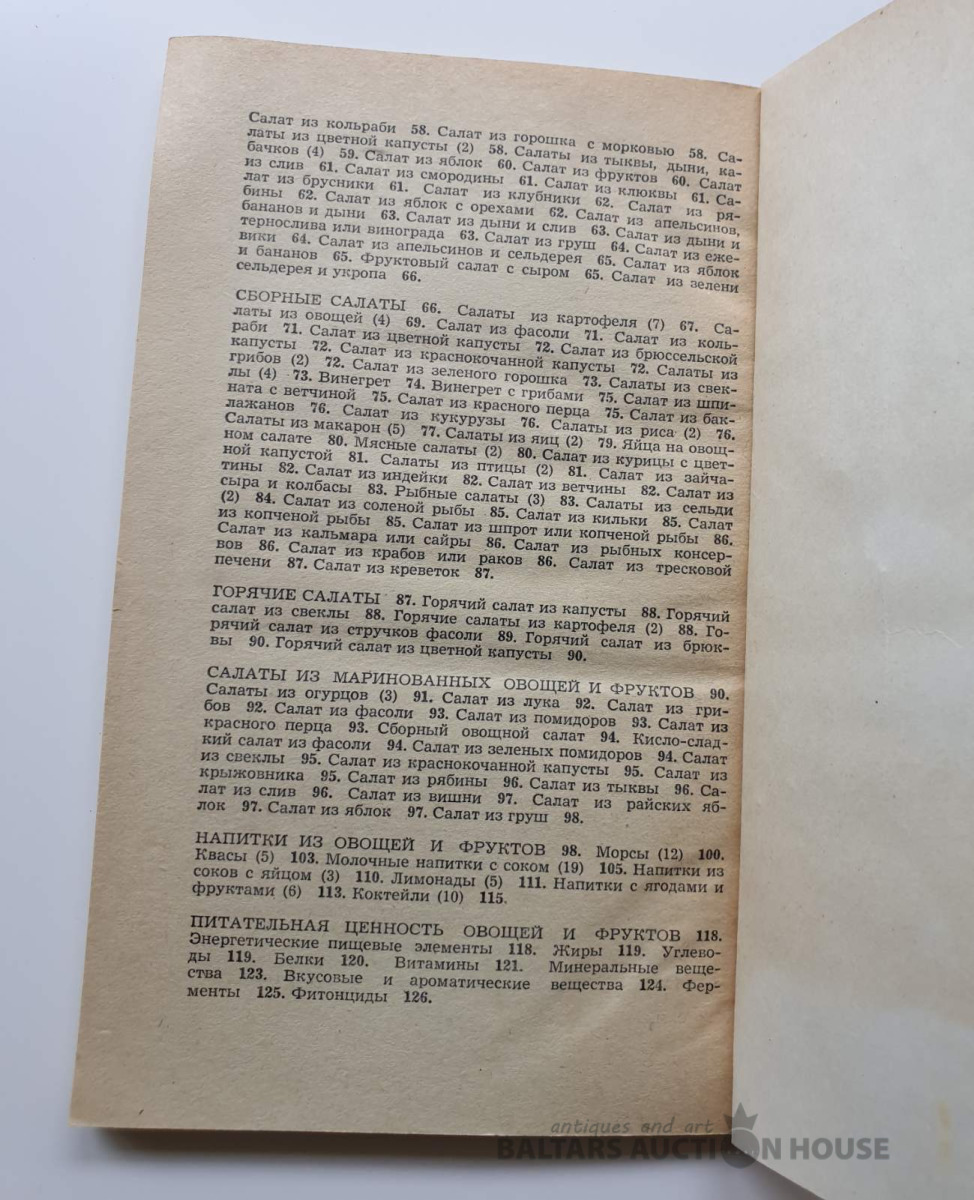 Салат из кольраби 58. Салат из горошка с морковью 58. Са-
латы из цветной капусты (2) 58. Салаты из тыквы, дыни, ка-
бачков (4) 59. Салат из яблок 60. Салат из фруктов 60. Салат
из слив 61. Салат из смородины 61. Салат из клюквы 61. Са-
лат из брусники 61. Салат из клубники 62. Салат из ря-
бины 62. Салат из яблок с орехами 62. Салат из апельсинов,
бананов и дыни 63. Салат из дыни и слив 63. Салат из дыни и
тернослива или винограда 63. Салат из груш 64. Салат из еже-
вики 64. Салат из апельсинов и сельдерея 65. Салат из яблок
и бананов 65. Фруктовый салат с сыром 65. Салат из зелени
сельдерея и укропа 66.
СБОРНЫЕ САЛАТЫ 66. Салаты из картофеля (7) 67. Са-
латы из овощей (4) 69. Салат из фасоли 71. Салат из коль-
раби 71. Салат из цветной капусты 72. Салат из брюссельской
капусты 72. Салат из краснокочанной капусты 72. Салаты из
грибов (2) 72. Салат из зеленого горошка 73. Салаты из свек-
лы (4) 73. Винегрет 74. Винегрет с грибами 75. Салат из шпи-
ната с ветчиной 75. Салат из красного перца 75. Салат из бак-
лажанов 76. Салат из кукурузы 76. Салаты из риса (2) 76.
Салаты из макарон (5) 77. Салаты из яиц (2) 79. Яйца на овощ-
ном салате 80. Мясные салаты (2) 80. Салат из курицы с цвет-
ной капустой 81. Салаты из птицы (2) 81. Салат из зайча-
тины 82. Салат из индейки 82. Салат из ветчины 82. Салат из
сыра и колбасы 83. Рыбные салаты (3) 83. Салаты из сельди
(2) 84. Салат из соленой рыбы 85. Салат из кильки 85. Салат
из копченой рыбы 85. Салат из шпрот или копченой рыбы 86.
Салат из кальмара или сайры 86. Салат из рыбных консер-
вов 86. Салат из крабов или раков 86. Салат из тресковой
печени 87. Салат из креветок 87.
ГОРЯЧИЕ САЛАТЫ 87. Горячий салат из капусты 88. Горячий
салат из свеклы 88. Горячие салаты из картофеля (2) 88. Го-
рячий салат из стручков фасоли 89. Горячий салат из брюк-
вы 90. Горячий салат из цветной капусты 90.
САЛАТЫ ИЗ МАРИНОВАННЫХ ОВОЩЕЙ И ФРУКТОВ 90.
Салаты из огурцов (3) 91. Салат из лука 92. Салат из гри-
бов 92. Салат из фасоли 93. Салат из помидоров 93. Салат из
красного перца 93. Сборный овощной салат 94. Кисло-слад-
кий салат из фасоли 94. Салат из зеленых помидоров 94. Салат
из свеклы 95. Салат из краснокочанной капусты 95. Салат из
крыжовника 95. Салат из рябины 96. Салат из тыквы 96. Са-
лат из слив 96. Салат из вишни 97. Салат из райских яб-
лок 97. Салат из яблок 97. Салат из груш 98.
НАПИТКИ ИЗ ОВОЩЕЙ И ФРУКТОВ 98. Морсы (12) 100.
Квасы (5) 103. Молочные напитки с соком (19) 105. Напитки из
соков с яйцом (3) 110. Лимонады (5) 111. Напитки с ягодами и
фруктами (6) 113. Коктейли (10) 115.
ПИТАТЕЛЬНАЯ ЦЕННОСТЬ ОВОЩЕЙ И ФРУКТОВ 118.
Энергетические пищевые элементы 118. Жиры 119. Углево-
ды 119. Белки 120. Витамины 121. Минеральные веще-
ства 123. Вкусовые и ароматические вещества 124. Фер-
менты 125. Фитонциды 126.
antiques and art
BALTARS AUCTION HOUSE